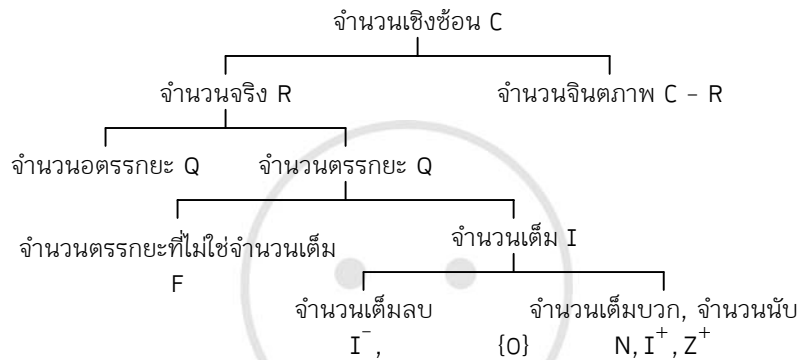 จำนวนเชิงซ้อน C
จำนวนจริง R จำนวนจินตภาพ C - R
จำนวนอตรรกยะ Q จำนวนตรรกยะ Q
จำนวนตรรกยะที่ไม่ใช่จำนวนเต็ม
F
จำนวนเต็ม I
จำนวนเต็มลบ จำนวนเต็มบวก, จำนวนนับ
I⁻, {0} N, I⁺, Z⁺